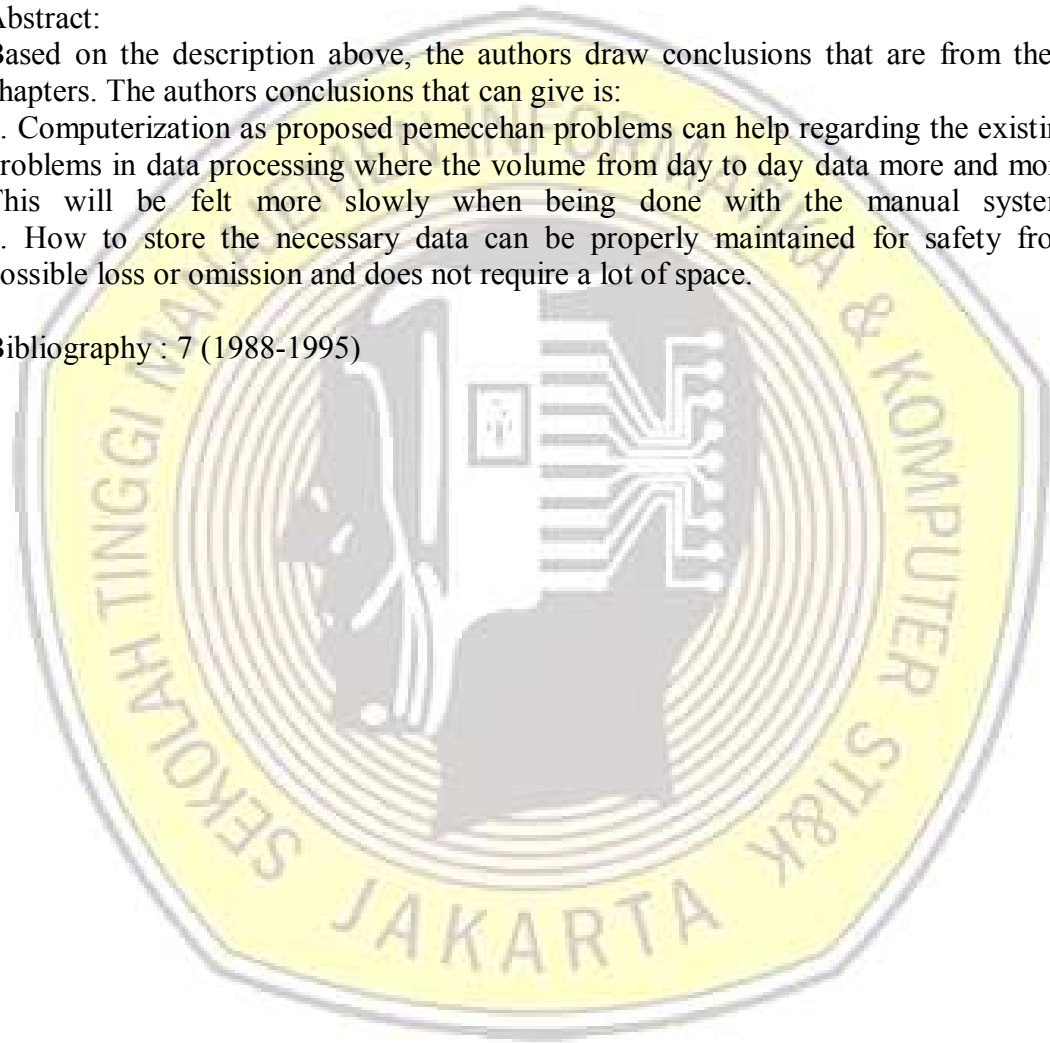 Abstract:
Based on the description above, the authors draw conclusions that are from the
hapters. The authors conclusions that can give is:
. Computerization as proposed pemecehan problems can help regarding the existin
roblems in data processing where the volume from day to day data more and mor
This will be felt more slowly when being done with the manual syste
. How to store the necessary data can be properly maintained for safety fro
ossible loss or omission and does not require a lot of space.
Bibliography : 7 (1988-1995)
SEKOLAH TINGGI MANAJEMEN INFORMATIKA & KOMPUTER STI&K
JAKARTA